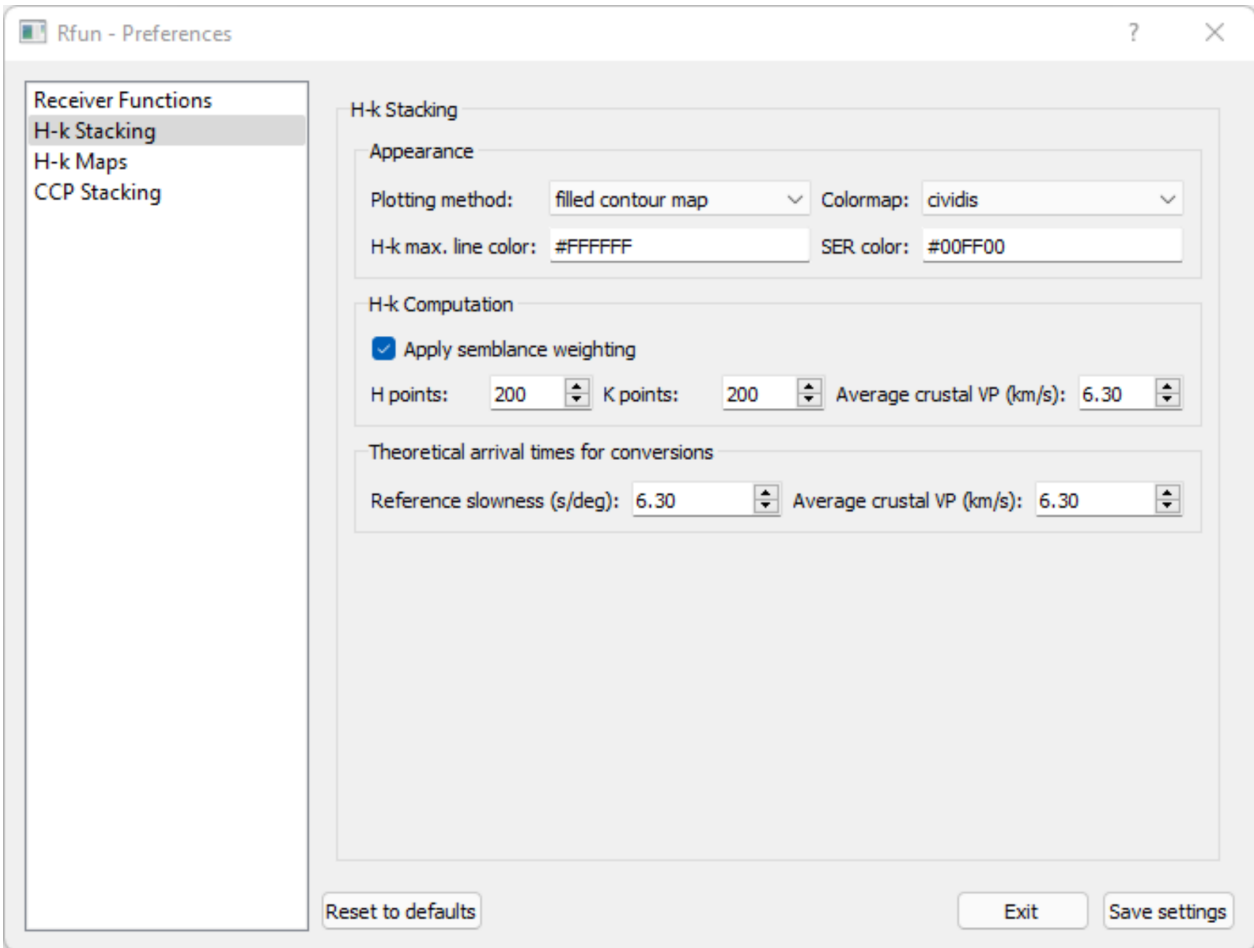 Rfun - Preferences ?
Receiver Functions
H-k Stacking
H-k Maps
CCP Stacking
H-k Stacking
Appearance
Plotting method: filled contour map Colormap: cividis
H-k max. line color: #FFFFFF SER color: #00FF00
H-k Computation
Apply semblance weighting
H points: 200 K points: 200 Average crustal VP (km/s): 6.30
Theoretical arrival times for conversions
Reference slowness (s/deg): 6.30 Average crustal VP (km/s): 6.30
Reset to defaults Exit Save settings